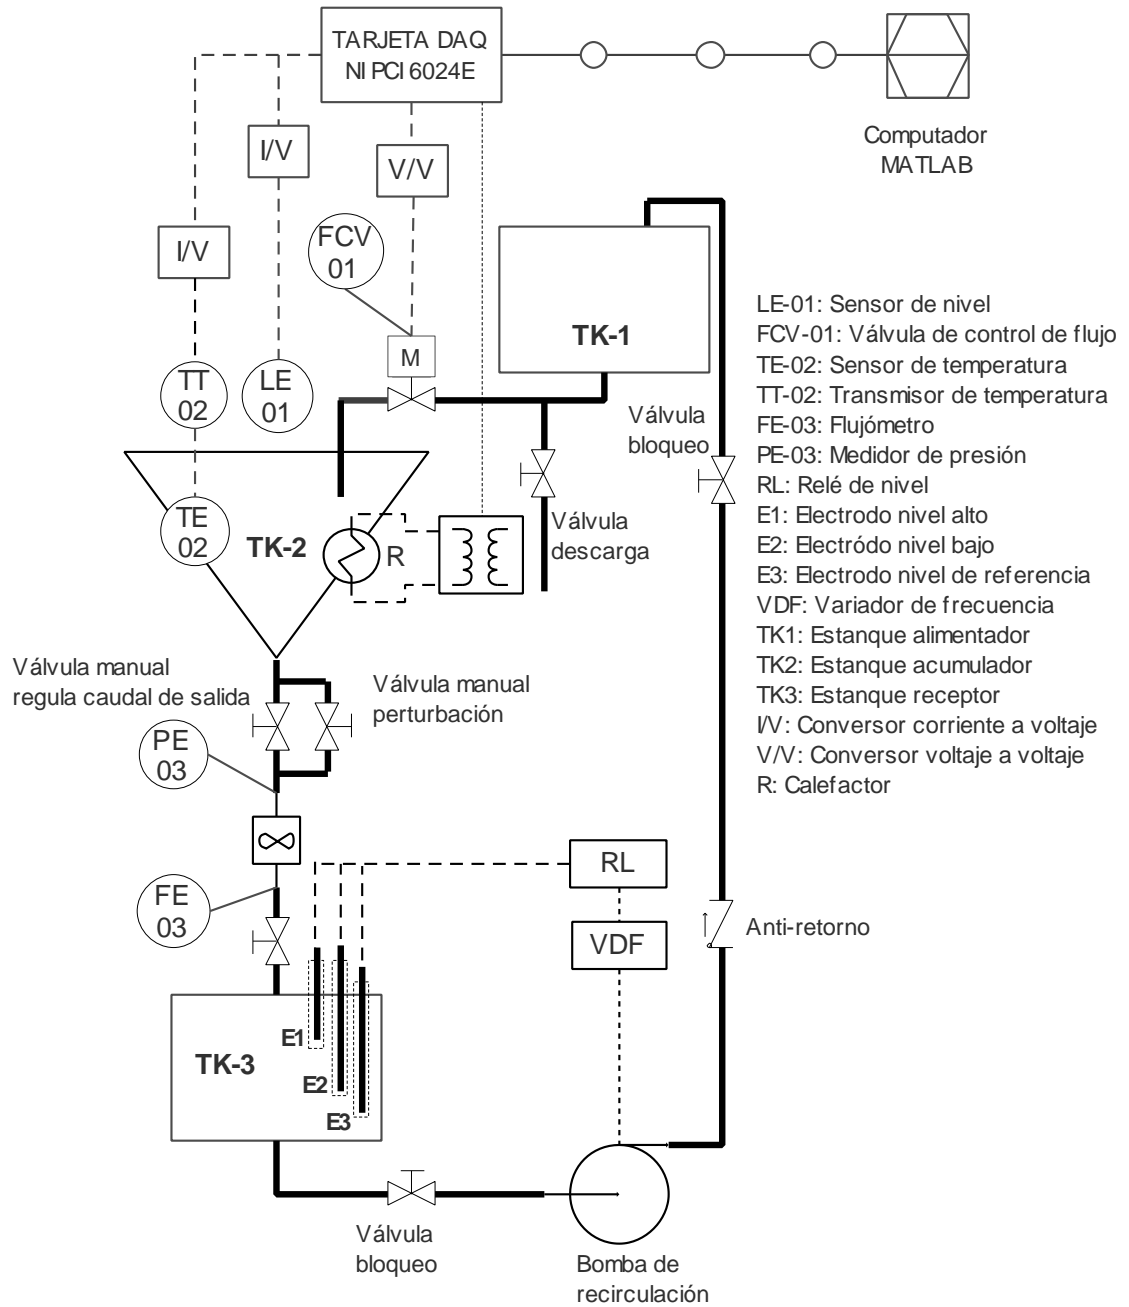 TARJETA DAQ
NI PCI 6024E
Computador
MATLAB
I/V
V/V
I/V
FCV
01
M
TK-1
TT
02
LE
01
TE
02
TK-2
R
Válvula
descarga
Válvula
bloqueo
LE-01: Sensor de nivel
FCV-01: Válvula de control de flujo
TE-02: Sensor de temperatura
TT-02: Transmisor de temperatura
FE-03: Flujómetro
PE-03: Medidor de presión
RL: Relé de nivel
E1: Electrodo nivel alto
E2: Electródo nivel bajo
E3: Electrodo nivel de referencia
VDF: Variador de frecuencia
TK1: Estanque alimentador
TK2: Estanque acumulador
TK3: Estanque receptor
I/V: Conversor corriente a voltaje
V/V: Conversor voltaje a voltaje
R: Calefactor
Válvula manual
regula caudal de salida
Válvula manual
perturbación
PE
03
FE
03
RL
VDF
Anti-retorno
TK-3
E1
E2
E3
Válvula
bloqueo
Bomba de
recirculación